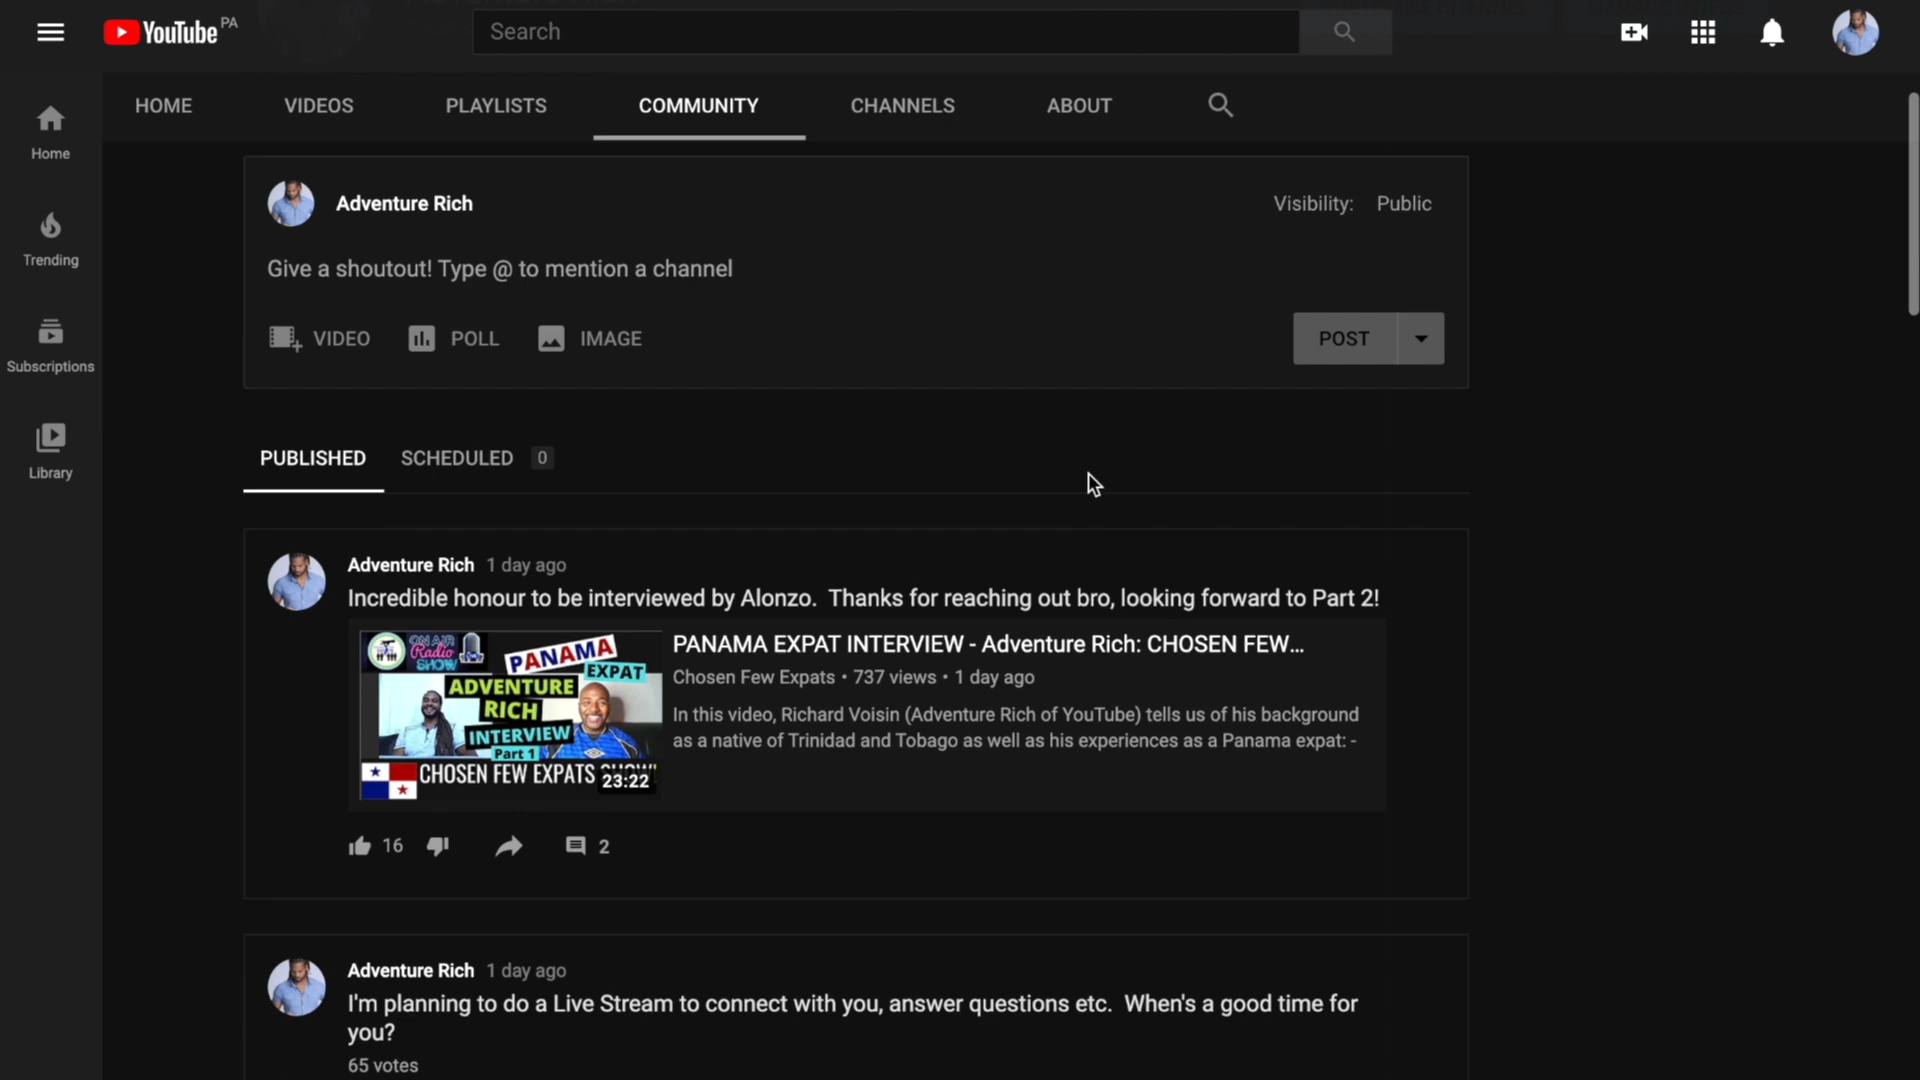 YouTube PA
Search
HOME VIDEOS PLAYLISTS COMMUNITY CHANNELS ABOUT
Home
Trending
Subscriptions
Library
Adventure Rich
Visibility: Public
Give a shoutout! Type @ to mention a channel
VIDEO POLL IMAGE
POST
PUBLISHED SCHEDULED 0
Adventure Rich 1 day ago
Incredible honour to be interviewed by Alonzo. Thanks for reaching out bro, looking forward to Part 2!
ON AIR
Radio
SHOW
PANAMA
EXPAT
ADVENTURE
RICH
INTERVIEW
Part 1
CHOSEN FEW EXPATS SHOW!
23:22
PANAMA EXPAT INTERVIEW - Adventure Rich: CHOSEN FEW...
Chosen Few Expats • 737 views • 1 day ago
In this video, Richard Voisin (Adventure Rich of YouTube) tells us of his background
as a native of Trinidad and Tobago as well as his experiences as a Panama expat: -
16 2
Adventure Rich 1 day ago
I'm planning to do a Live Stream to connect with you, answer questions etc. When's a good time for
you?
65 votes